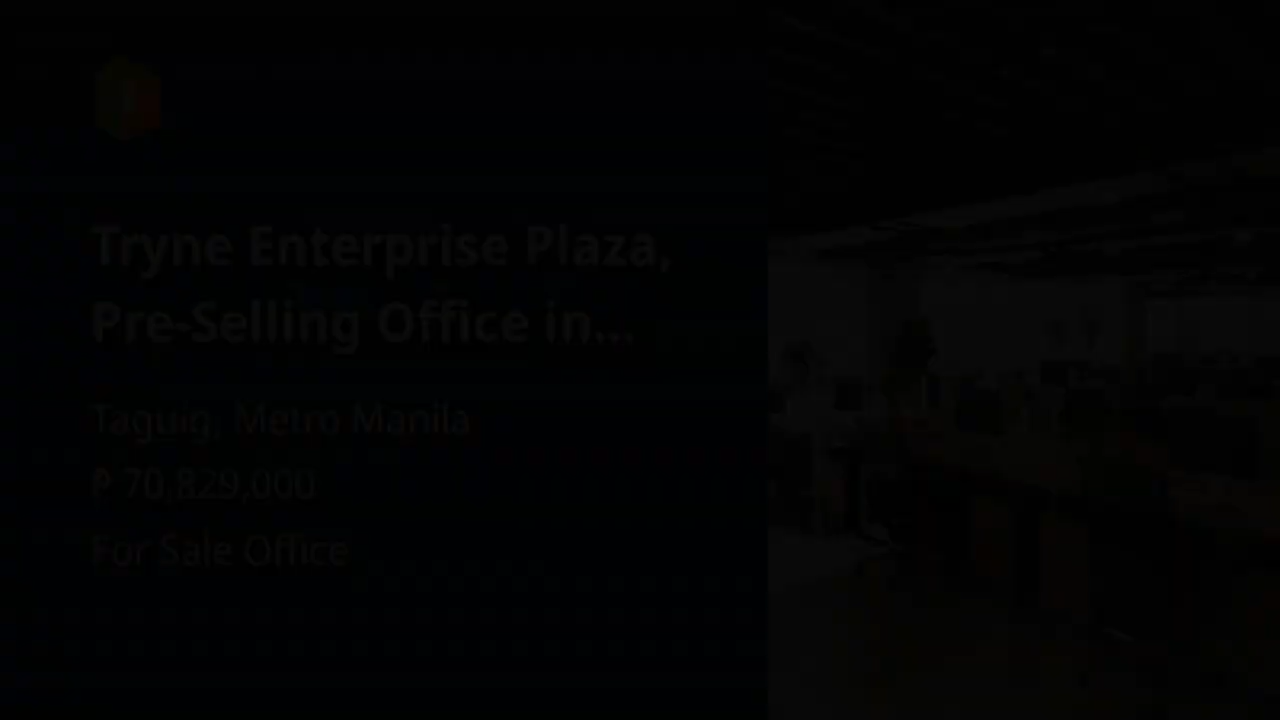 Tryne Enterprise Plaza,
Pre-Selling Office in...
Taguig, Metro Manila
₱ 70,829,000
For Sale Office